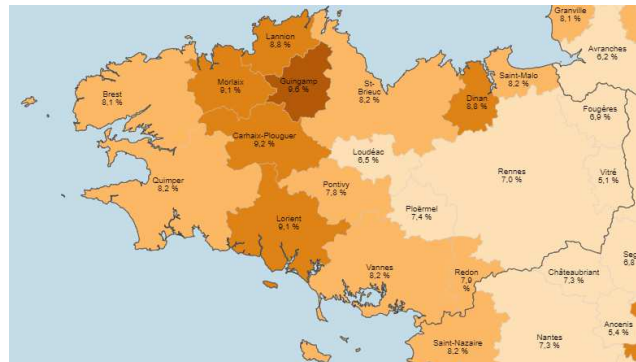 Granville
8,1 %
Lannion
8,8 %
Avranches
6,2 %
Morlaix
9,1 %
Guingamp
9,6 %
Saint-Malo
8,2 %
Brest
8,1 %
St-
Brieuc
8,2 %
Dinan
8,8 %
Fougères
6,9 %
Carhaix-Plouguer
9,2 %
Loudéac
6,5 %
Rennes
7,0 %
Vitré
5,1 %
Quimper
8,2 %
Pontivy
7,8 %
Ploërmel
7,4 %
Lorient
9,1 %
Vannes
8,2 %
Redon
7,9
%
Châteaubriant
7,3 %
Seg
6,8
Saint-Nazaire
8,2 %
Nantes
7,3 %
Ancenis
5,4 %